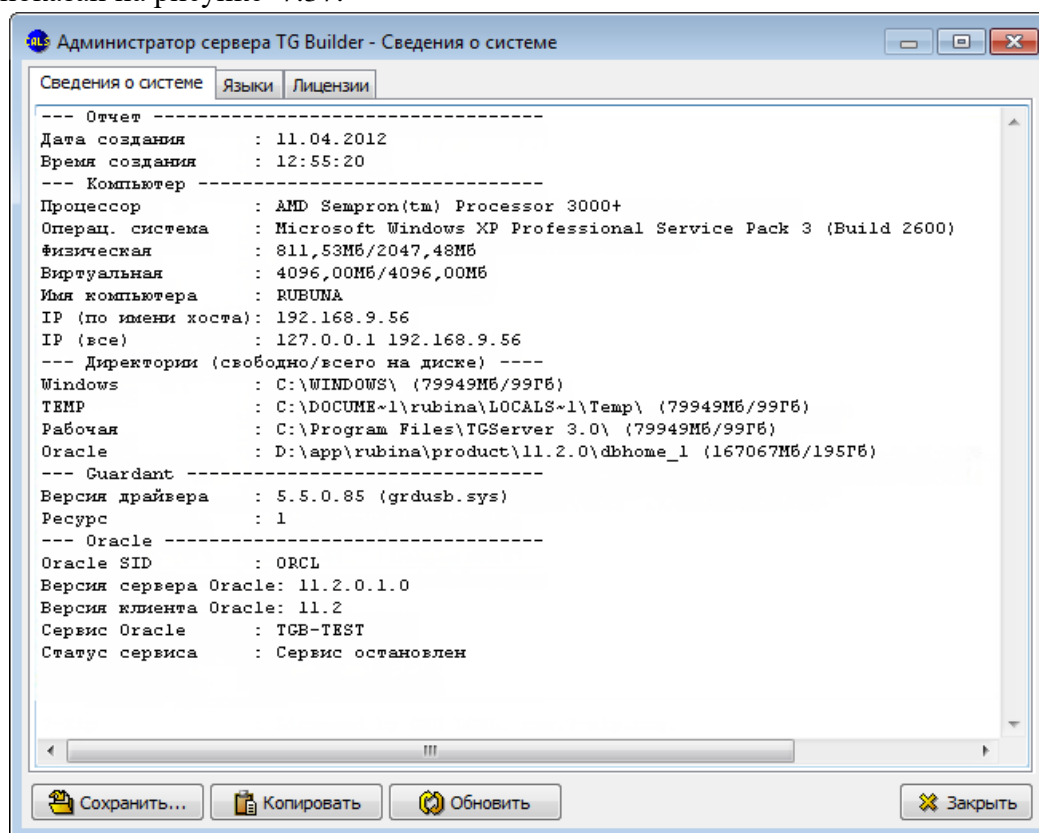 показан на рисунке 4.37.
CALS Администратор сервера TG Builder - Сведения о системе
Сведения о системе Языки Лицензии
--- Отчет -----------------------------------
Дата создания : 11.04.2012
Время создания : 12:55:20
--- Компьютер -------------------------------
Процессор : AMD Sempron(tm) Processor 3000+
Операц. система : Microsoft Windows XP Professional Service Pack 3 (Build 2600)
Физическая : 811,53Мб/2047,48Мб
Виртуальная : 4096,00Мб/4096,00Мб
Имя компьютера : RUBUNA
IP (по имени хоста): 192.168.9.56
IP (все) : 127.0.0.1 192.168.9.56
--- Директории (свободно/всего на диске) ----
Windows : C:\WINDOWS\ (79949Мб/99Гб)
TEMP : C:\DOCUME~1\rubina\LOCALS~1\Temp\ (79949Мб/99Гб)
Рабочая : C:\Program Files\TGServer 3.0\ (79949Мб/99Гб)
Oracle : D:\app\rubina\product\11.2.0\dbhome_1 (167067Мб/195Гб)
--- Guardant --------------------------------
Версия драйвера : 5.5.0.85 (grdusb.sys)
Ресурс : 1
--- Oracle ----------------------------------
Oracle SID : ORCL
Версия сервера Oracle: 11.2.0.1.0
Версия клиента Oracle: 11.2
Сервис Oracle : TGB-TEST
Статус сервиса : Сервис остановлен
Сохранить... Копировать Обновить Закрыть